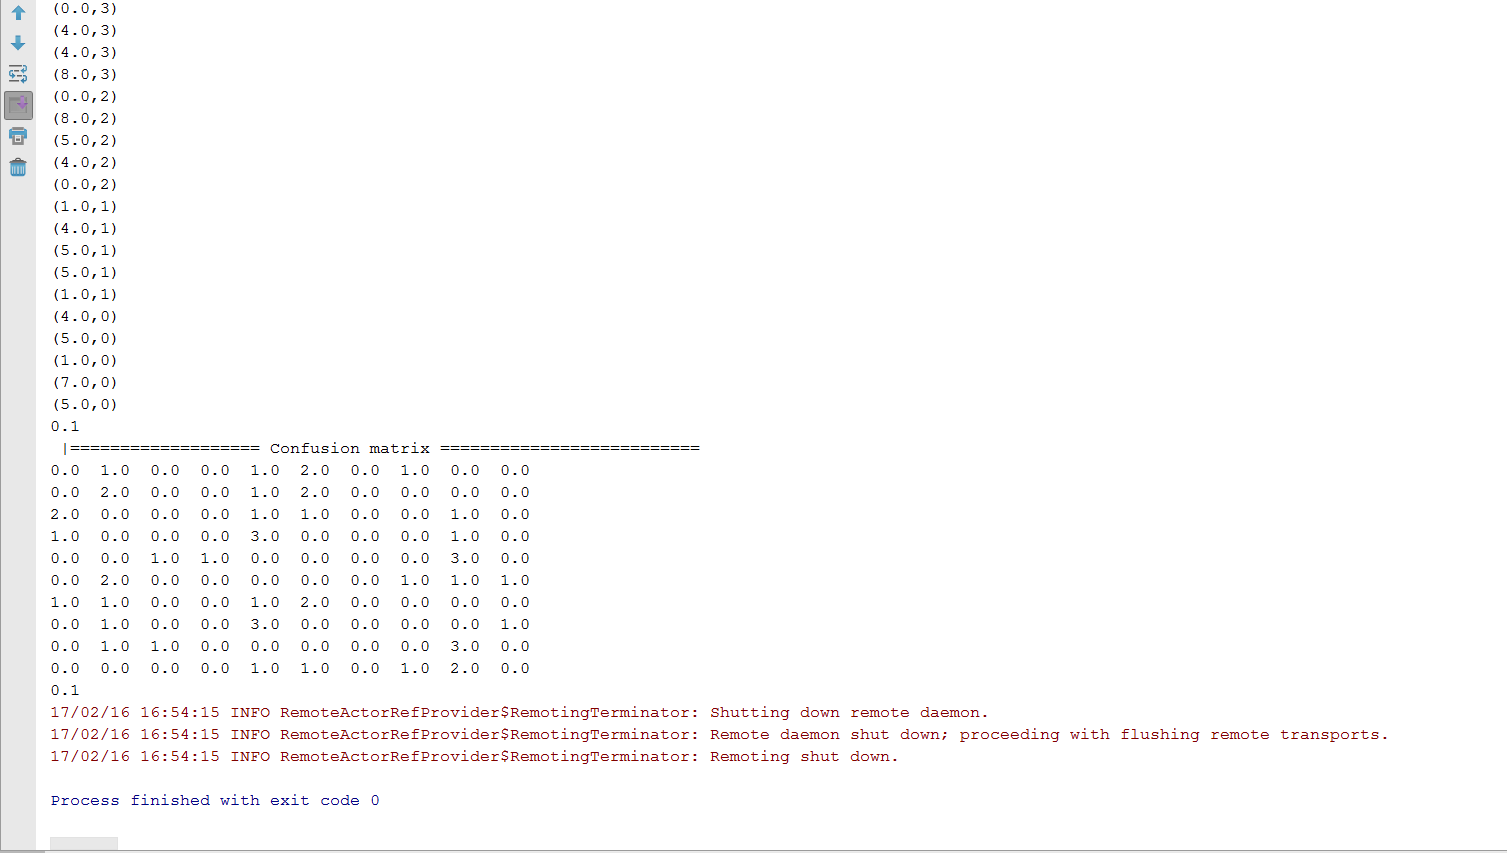 (0.0,3)
(4.0,3)
(4.0,3)
(8.0,3)
(0.0,2)
(8.0,2)
(5.0,2)
(4.0,2)
(0.0,2)
(1.0,1)
(4.0,1)
(5.0,1)
(5.0,1)
(1.0,1)
(4.0,0)
(5.0,0)
(1.0,0)
(7.0,0)
(5.0,0)
0.1
|=================== Confusion matrix ==========================
0.0 1.0 0.0 0.0 1.0 2.0 0.0 1.0 0.0 0.0
0.0 2.0 0.0 0.0 1.0 2.0 0.0 0.0 0.0 0.0
2.0 0.0 0.0 0.0 1.0 1.0 0.0 0.0 1.0 0.0
1.0 0.0 0.0 0.0 3.0 0.0 0.0 0.0 1.0 0.0
0.0 0.0 1.0 1.0 0.0 0.0 0.0 0.0 3.0 0.0
0.0 2.0 0.0 0.0 0.0 0.0 0.0 1.0 1.0 1.0
1.0 1.0 0.0 0.0 1.0 2.0 0.0 0.0 0.0 0.0
0.0 1.0 0.0 0.0 3.0 0.0 0.0 0.0 0.0 1.0
0.0 1.0 1.0 0.0 0.0 0.0 0.0 0.0 3.0 0.0
0.0 0.0 0.0 0.0 1.0 1.0 0.0 1.0 2.0 0.0
0.1
17/02/16 16:54:15 INFO RemoteActorRefProvider$RemotingTerminator: Shutting down remote daemon.
17/02/16 16:54:15 INFO RemoteActorRefProvider$RemotingTerminator: Remote daemon shut down; proceeding with flushing remote transports.
17/02/16 16:54:15 INFO RemoteActorRefProvider$RemotingTerminator: Remoting shut down.
Process finished with exit code 0